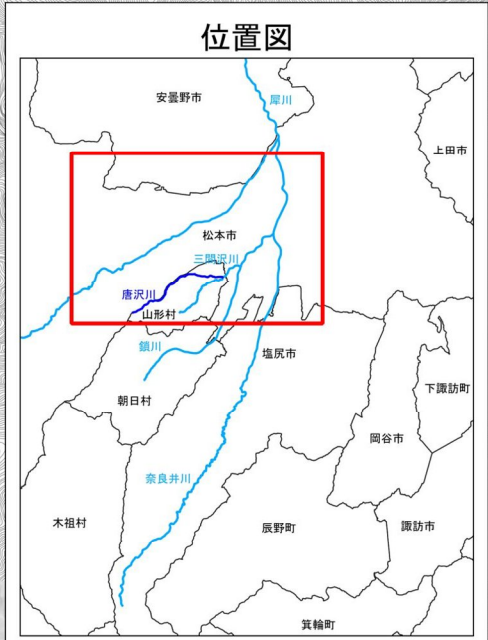 位置図
安曇野市
犀川
上田市
松本市
三間沢川
唐沢川
山形村
鎖川
塩尻市
朝日村
下諏訪町
岡谷市
奈良井川
木祖村
辰野町
諏訪市
箕輪町